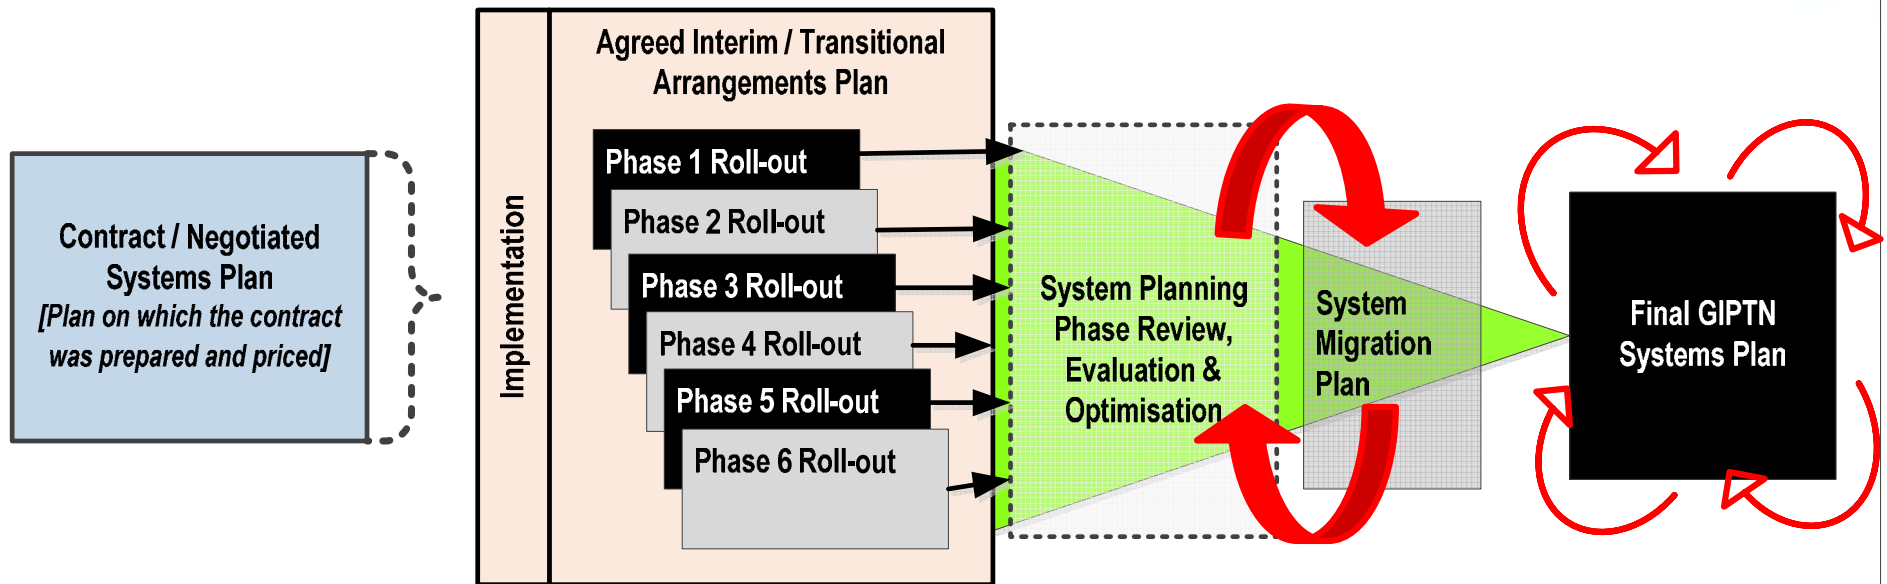 Contract / Negotiated
Systems Plan
[Plan on which the contract
was prepared and priced]
Implementation
Agreed Interim / Transitional
Arrangements Plan
Phase 1 Roll-out
Phase 2 Roll-out
Phase 3 Roll-out
Phase 4 Roll-out
Phase 5 Roll-out
Phase 6 Roll-out
System Planning
Phase Review,
Evaluation &
Optimisation
System
Migration
Plan
Final GIPTN
Systems Plan